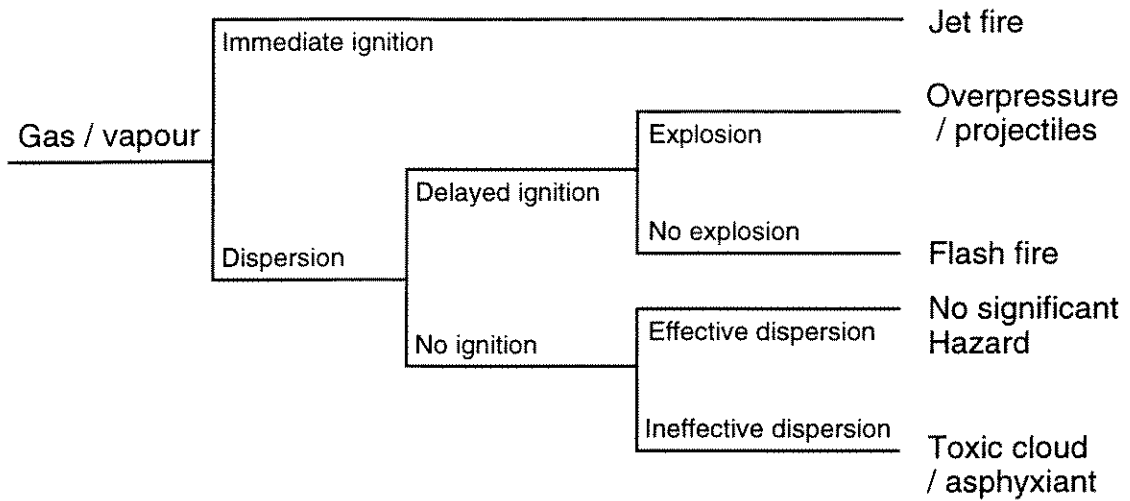 Jet fire
Immediate ignition
Overpressure
/ projectiles
Gas / vapour
Explosion
Delayed ignition
No explosion
Flash fire
Dispersion
No significant
Hazard
Effective dispersion
No ignition
Ineffective dispersion
Toxic cloud
/ asphyxiant